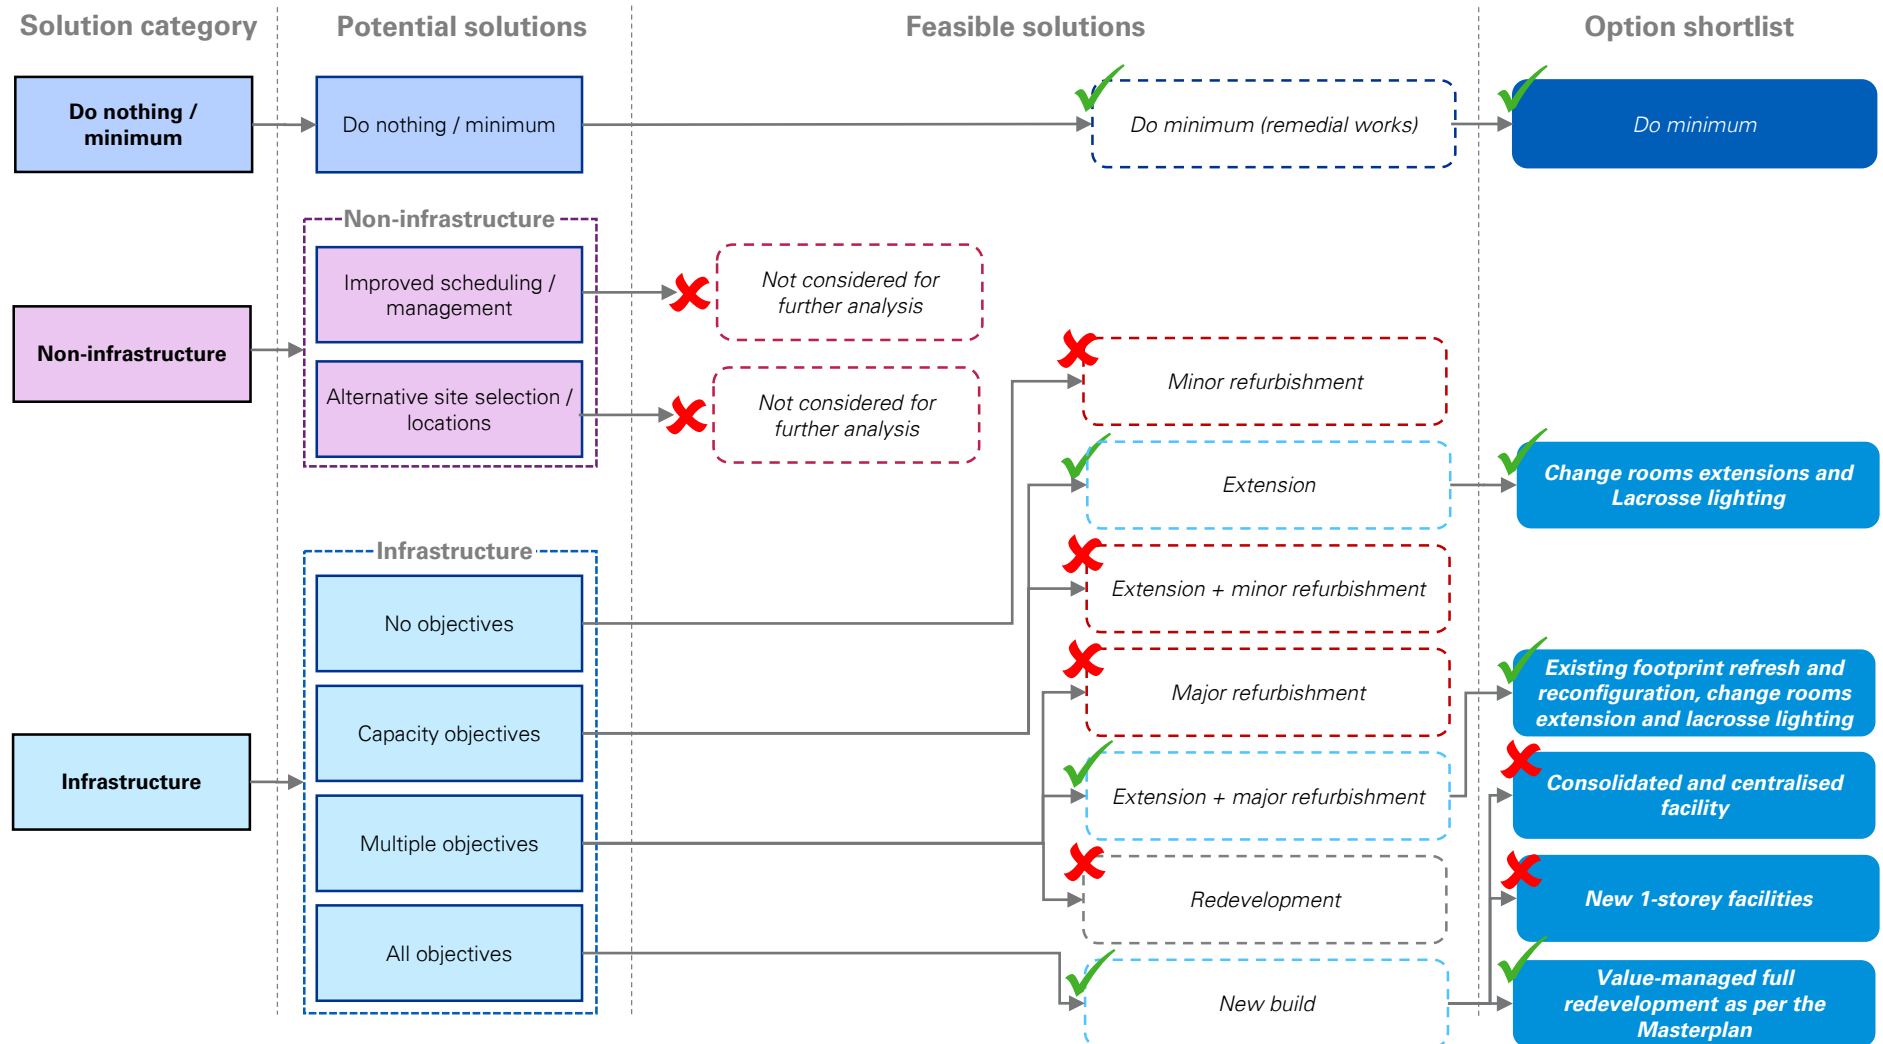 Solution category
Potential solutions
Feasible solutions
Option shortlist
Do nothing /
minimum
Do nothing / minimum
Do minimum (remedial works)
Do minimum
Non-infrastructure
Non-infrastructure
Improved scheduling /
management
Not considered for
further analysis
Alternative site selection /
locations
Not considered for
further analysis
Infrastructure
Infrastructure
No objectives
Capacity objectives
Multiple objectives
All objectives
Minor refurbishment
Extension
Extension + minor refurbishment
Major refurbishment
Extension + major refurbishment
Redevelopment
New build
Change rooms extensions and
Lacrosse lighting
Existing footprint refresh and
reconfiguration, change rooms
extension and lacrosse lighting
Consolidated and centralised
facility
New 1-storey facilities
Value-managed full
redevelopment as per the
Masterplan